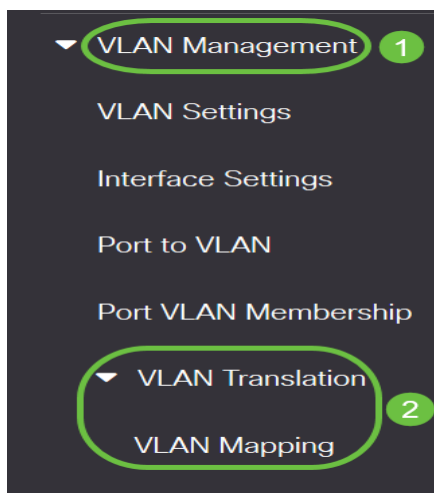 VLAN Management 1
VLAN Settings
Interface Settings
Port to VLAN
Port VLAN Membership
VLAN Translation
2
VLAN Mapping